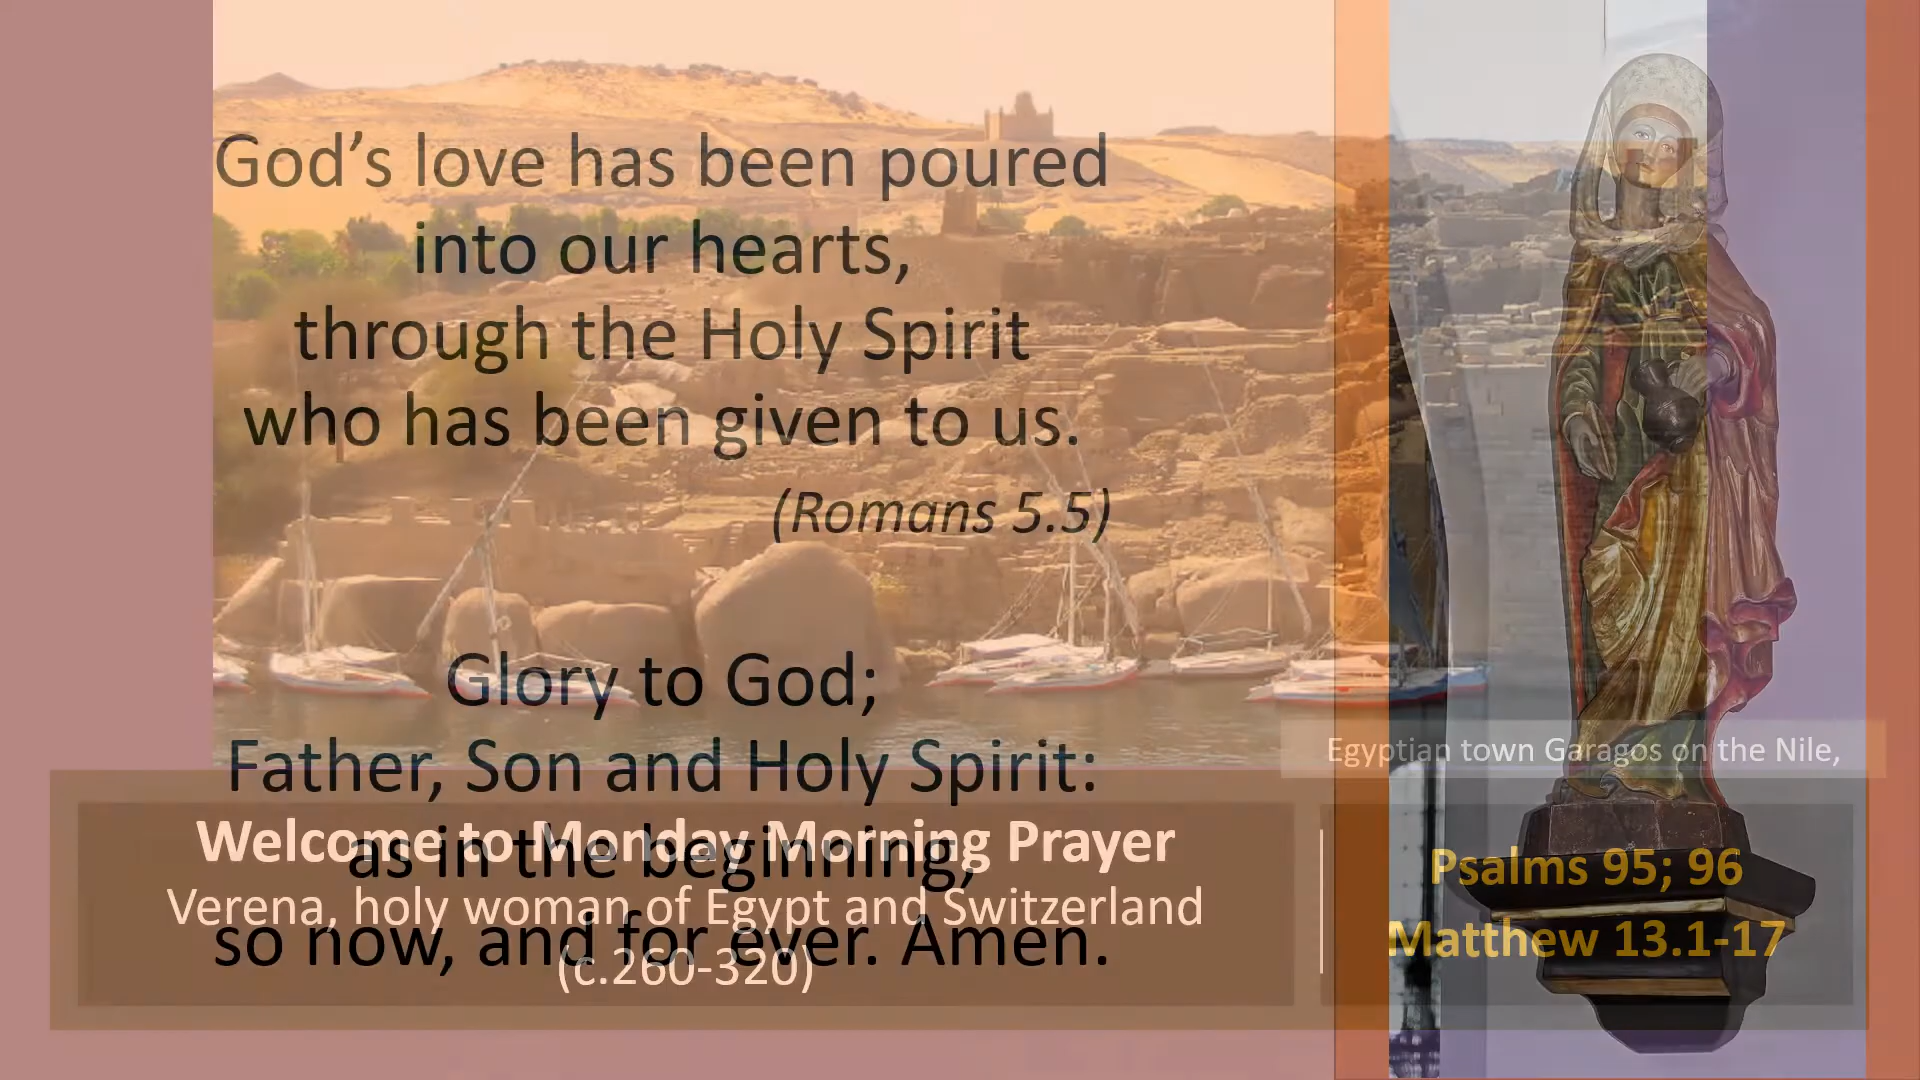 God’s love has been poured
into our hearts,
through the Holy Spirit
who has been given to us.
(Romans 5.5)
Glory to God;
Father, Son and Holy Spirit:
as in the beginning,
so now, and for ever. Amen.
Egyptian town Garagos on the Nile,
Welcome to Monday Morning Prayer
Verena, holy woman of Egypt and Switzerland
(c.260-320)
Psalms 95; 96
Matthew 13.1-17